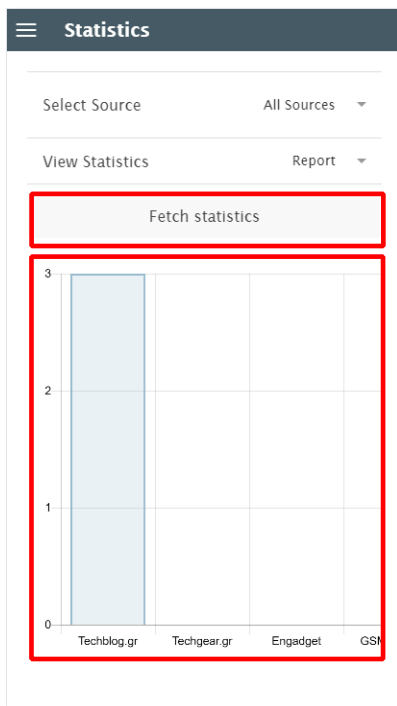 Statistics
Select Source All Sources
View Statistics Report
Fetch statistics
3
2
1
0
Techblog.gr Techgear.gr Engadget